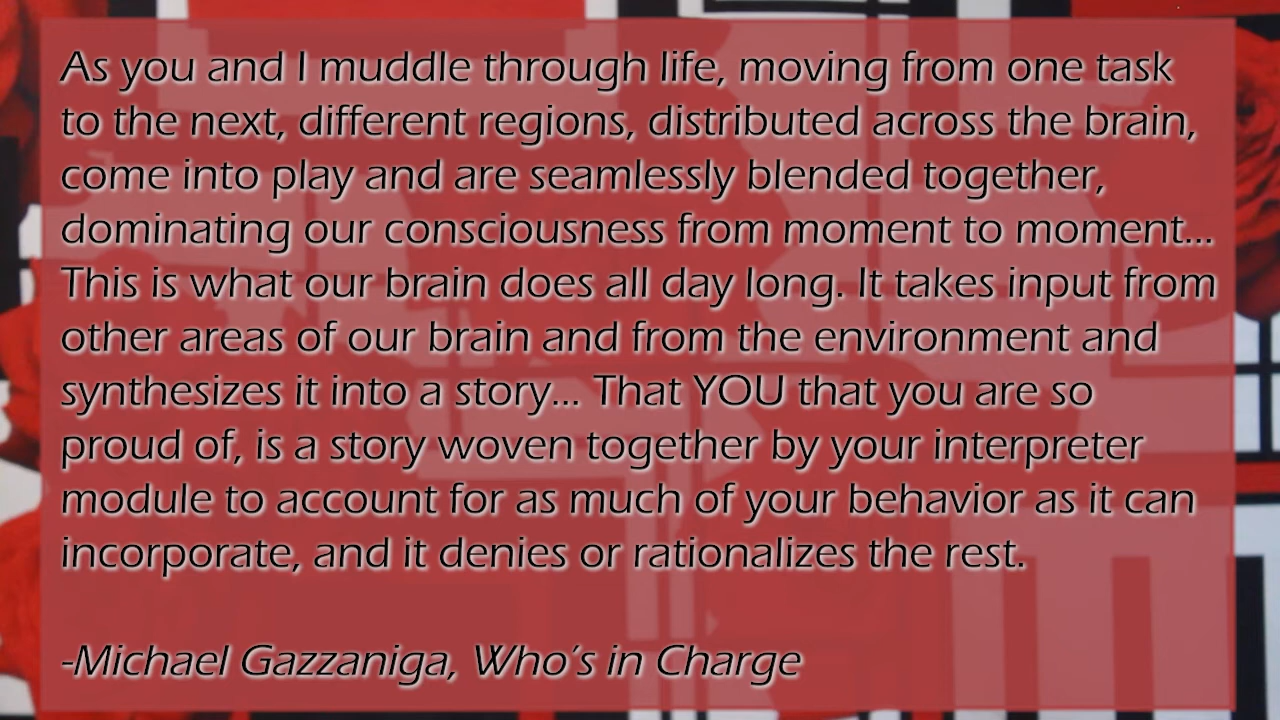 As you and I muddle through life, moving from one task
to the next, different regions, distributed across the brain,
come into play and are seamlessly blended together,
dominating our consciousness from moment to moment...
This is what our brain does all day long. It takes input from
other areas of our brain and from the environment and
synthesizes it into a story... That YOU that you are so
proud of, is a story woven together by your interpreter
module to account for as much of your behavior as it can
incorporate, and it denies or rationalizes the rest.
-Michael Gazzaniga, Who's in Charge